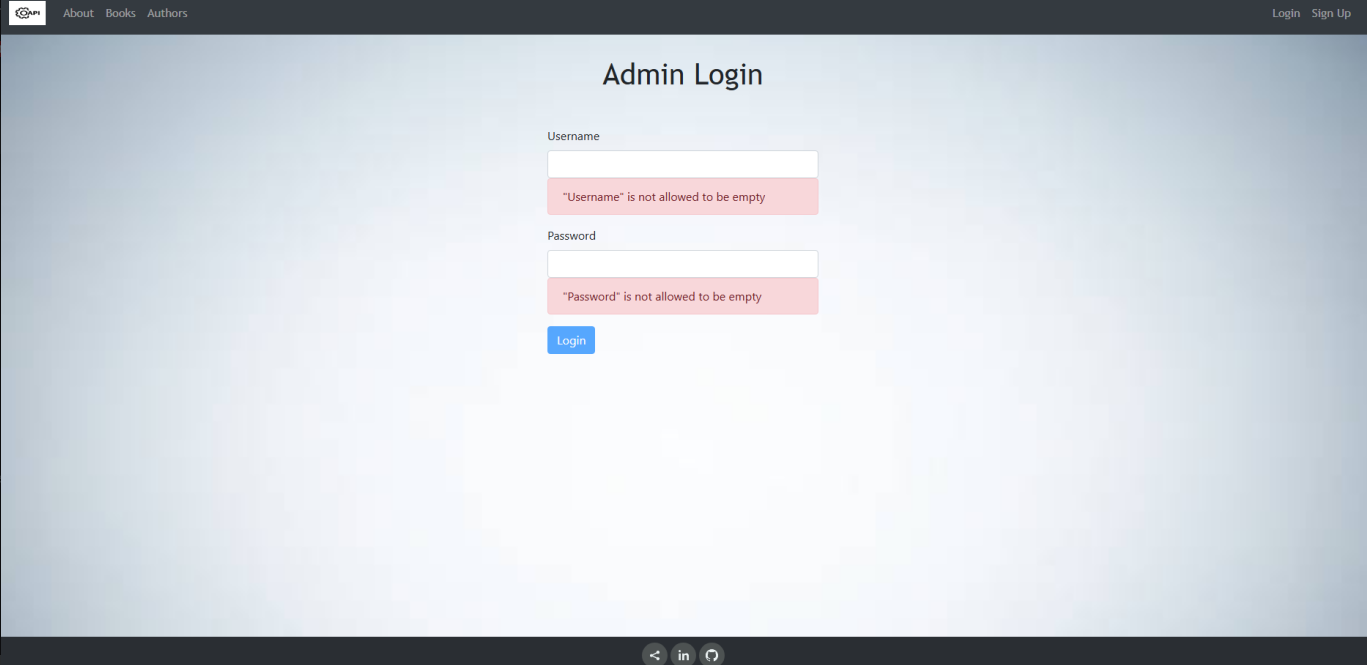 API
About Books Authors
Login Sign Up
Admin Login
Username
"Username" is not allowed to be empty
Password
"Password" is not allowed to be empty
Login
in